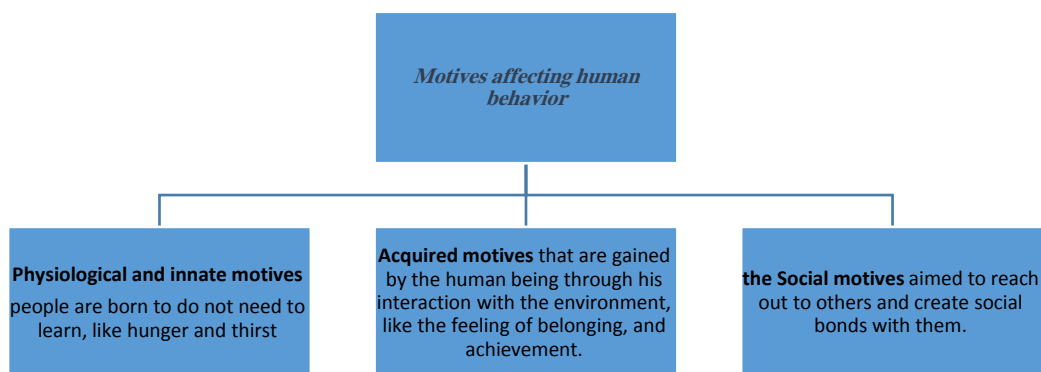 Motives affecting human
behavior
Physiological and innate motives
people are born to do not need to
learn, like hunger and thirst
Acquired motives that are gained
by the human being through his
interaction with the environment,
like the feeling of belonging, and
achievement.
the Social motives aimed to reach
out to others and create social
bonds with them.